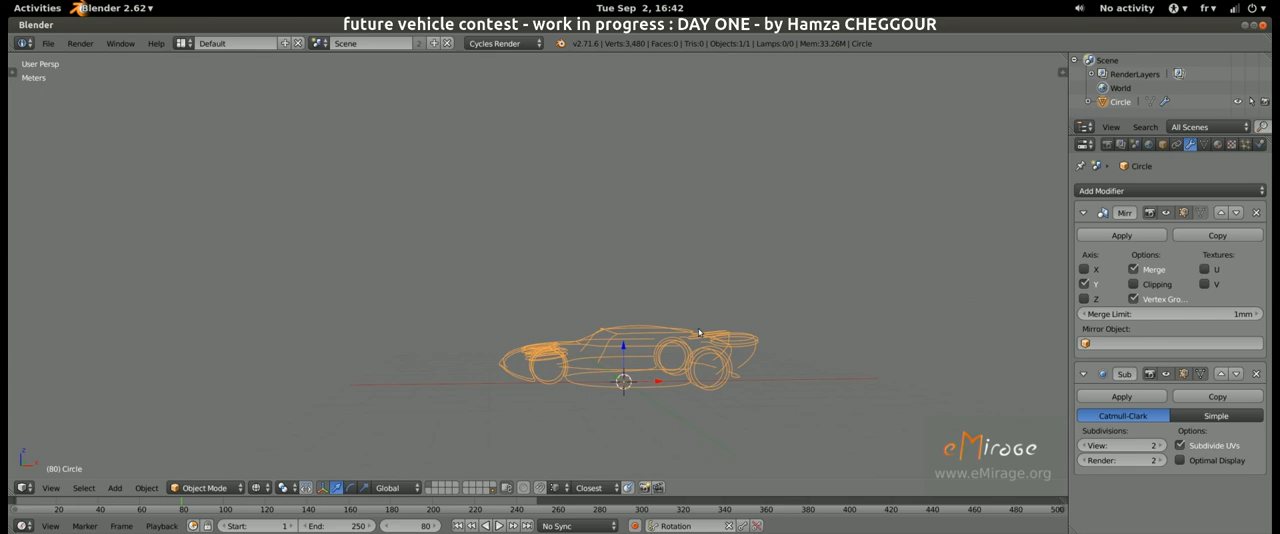 Activities Blender 2.62 Tue Sep 2, 16:42 No activity fr
future vehicle contest - work in progress : DAY ONE - by Hamza CHEGGOUR
Blender
File Render Window Help Default Scene 2 Cycles Render v2.71.6 | Verts:3,480 | Faces:0 | Tris:0 | Objects:1/1 | Lamps:0/0 | Mem:33.26M | Circle
User Persp
Meters
Scene
RenderLayers
World
Circle
View Search All Scenes
Circle
Add Modifier
Mirr
Apply Copy
Axis: Options: Textures:
X Merge U
Y Clipping V
Z Vertex Gro...
Merge Limit: 1mm
Mirror Object:
Sub
Apply Copy
Catmull-Clark Simple
Subdivisions: Options:
View: 2 Subdivide UVs
Render: 2 Optimal Display
eMirage
www.eMirage.org
z
x
(80) Circle
View Select Add Object Object Mode Global Closest
20 40 60 80 100 120 140 160 180 200 220 240 260 280 300 320 340 360 380 400 420 440 460 480 500
View Marker Frame Playback Start: 1 End: 250 80 No Sync Rotation